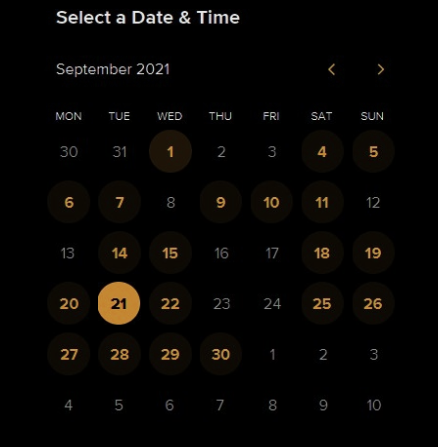 Select a Date & Time
September 2021
MON TUE WED THU FRI SAT SUN
30 31 1 2 3 4 5
6 7 8 9 10 11 12
13 14 15 16 17 18 19
20 21 22 23 24 25 26
27 28 29 30 1 2 3
4 5 6 7 8 9 10